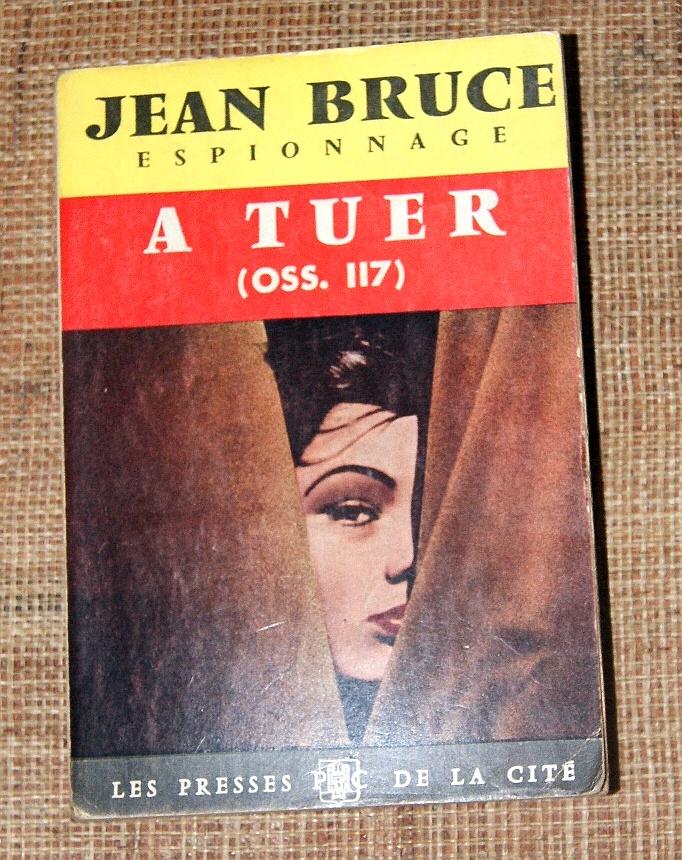 JEAN BRUCE
ESPIONNAGE
A TUER
(OSS. 117)
LES PRESSES DE LA CITÉ